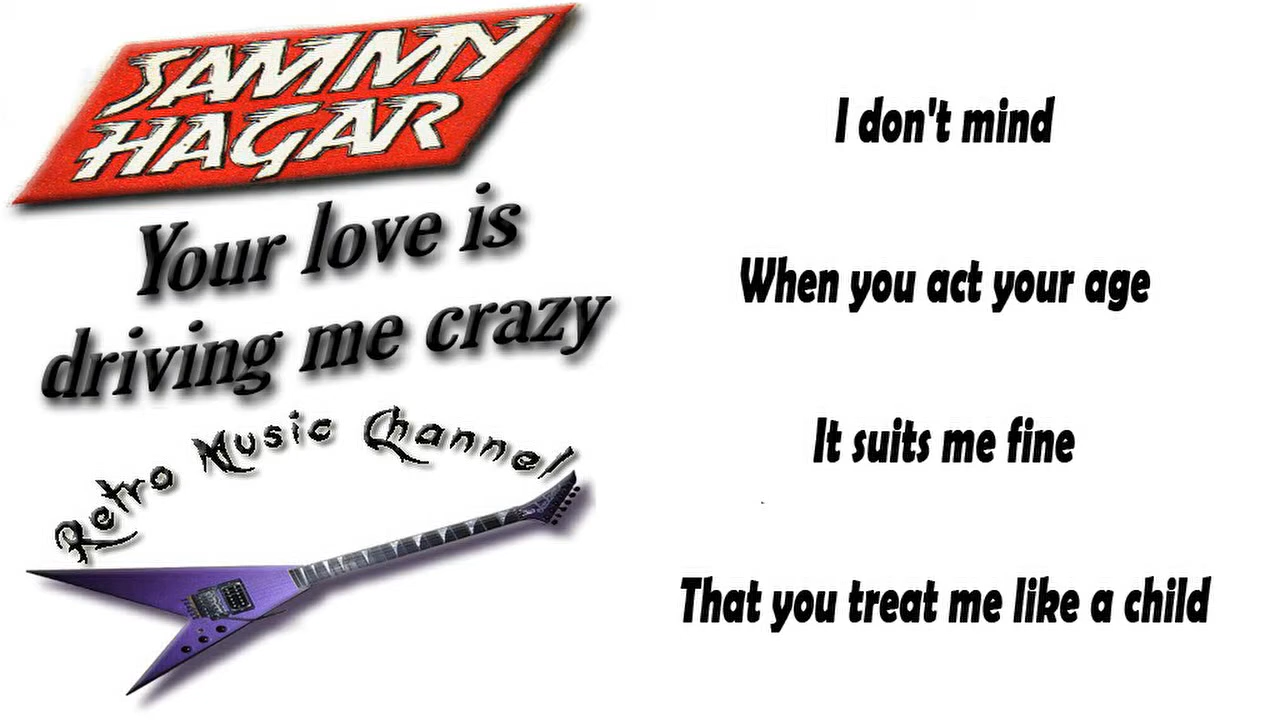 SAMMY
HAGAR
Your love is
driving me crazy
Retro Music Channel
I don't mind
When you act your age
It suits me fine
That you treat me like a child